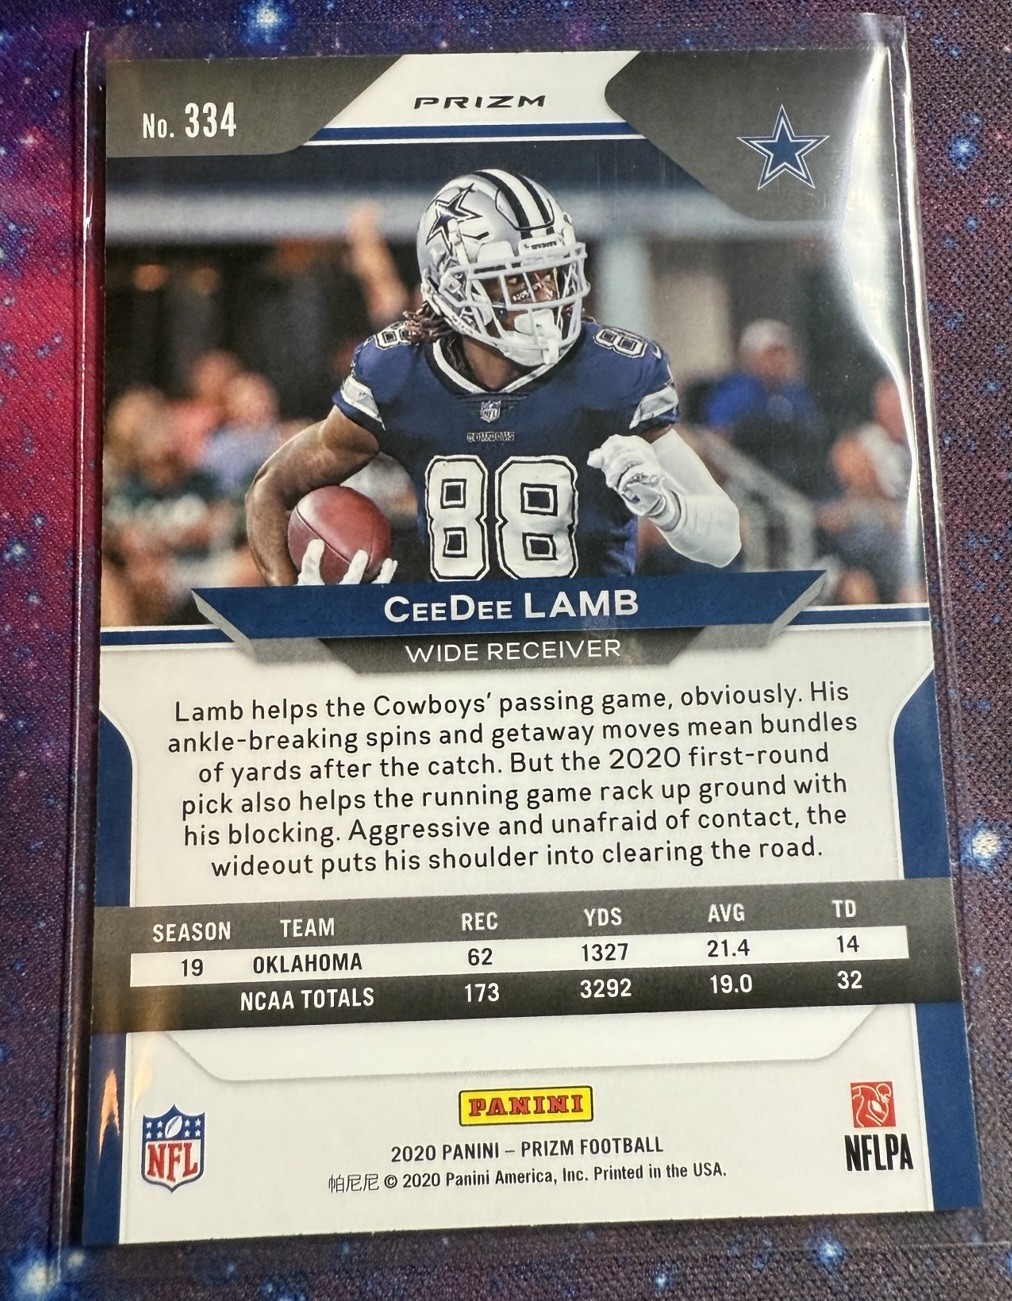 No. 334
PRIZM
COWBOYS
88
CEEDEE LAMB
WIDE RECEIVER
Lamb helps the Cowboys' passing game, obviously. His
ankle-breaking spins and getaway moves mean bundles
of yards after the catch. But the 2020 first-round
pick also helps the running game rack up ground with
his blocking. Aggressive and unafraid of contact, the
wideout puts his shoulder into clearing the road.
SEASON TEAM REC YDS AVG TD
19 OKLAHOMA 62 1327 21.4 14
NCAA TOTALS 173 3292 19.0 32
PANINI
NFL
NFLPA
2020 PANINI – PRIZM FOOTBALL
帕尼尼 © 2020 Panini America, Inc. Printed in the USA.